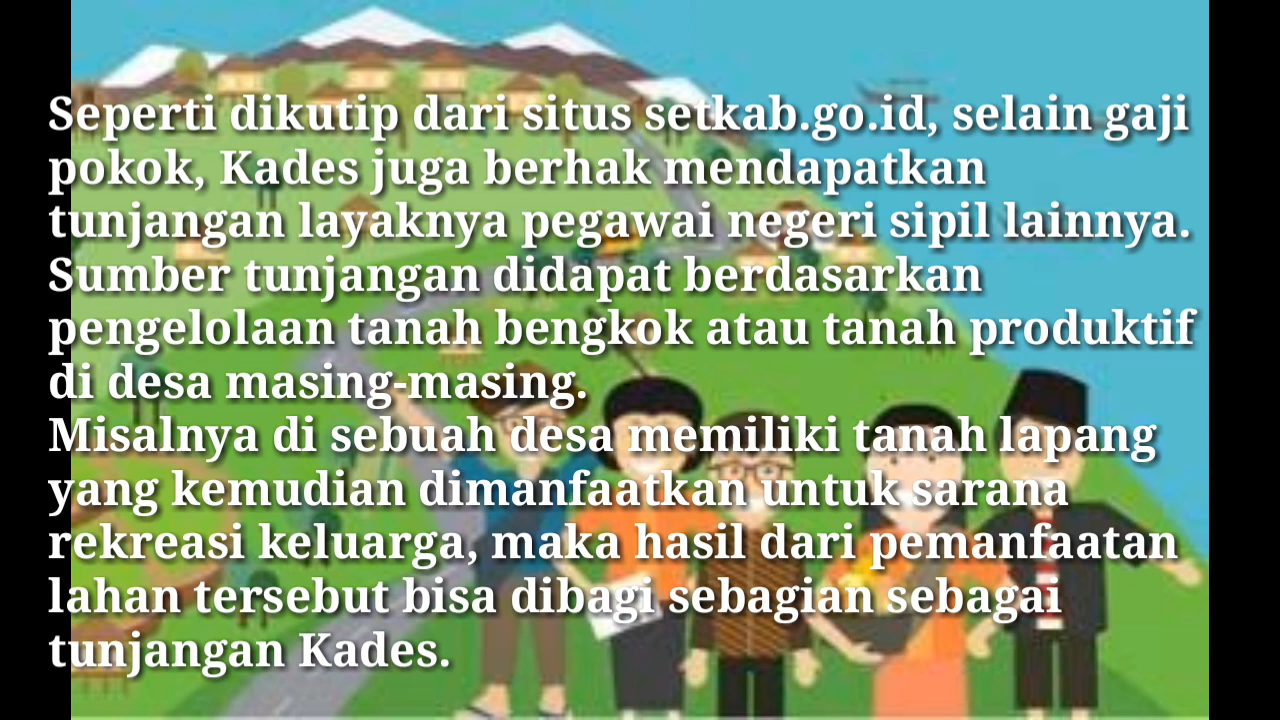 Seperti dikutip dari situs setkab.go.id, selain gaji
pokok, Kades juga berhak mendapatkan
tunjangan layaknya pegawai negeri sipil lainnya.
Sumber tunjangan didapat berdasarkan
pengelolaan tanah bengkok atau tanah produktif
di desa masing-masing.
Misalnya di sebuah desa memiliki tanah lapang
yang kemudian dimanfaatkan untuk sarana
rekreasi keluarga, maka hasil dari pemanfaatan
lahan tersebut bisa dibagi sebagian sebagai
tunjangan Kades.